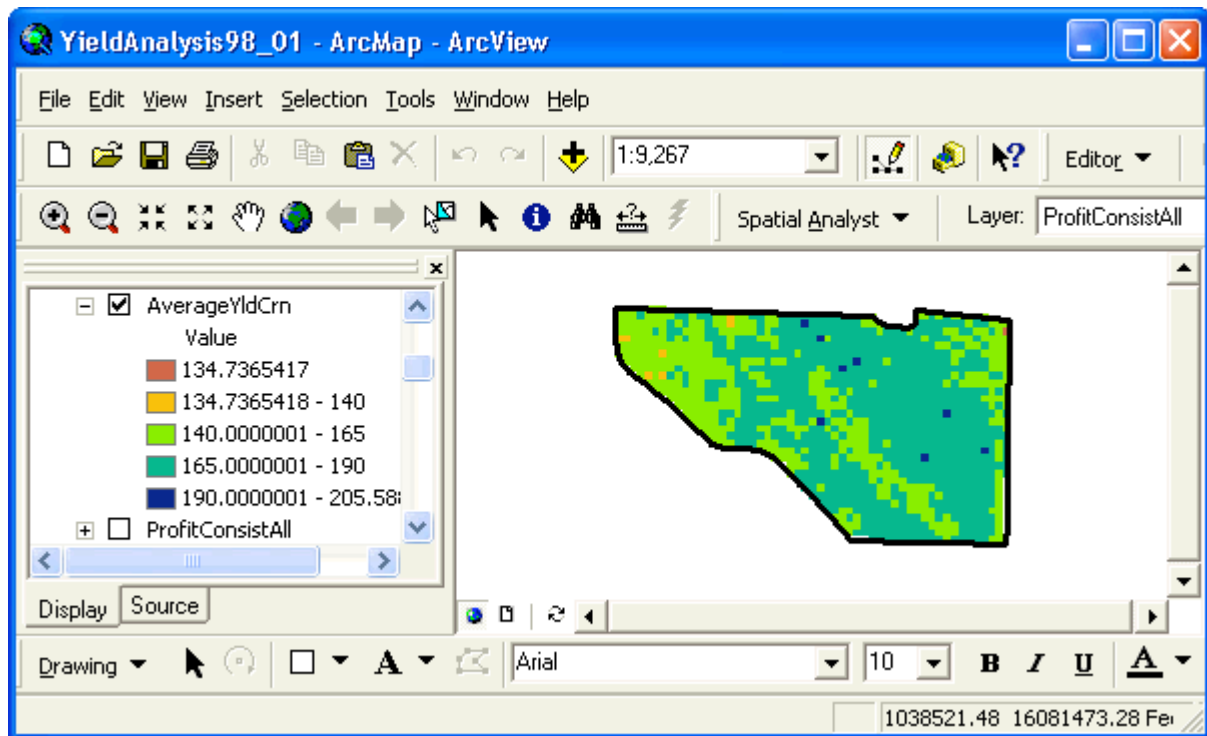 YieldAnalysis98_01 - ArcMap - ArcView
File Edit View Insert Selection Tools Window Help
1:9,267 Editor
Spatial Analyst Layer: ProfitConsistAll
AverageYldCrn
Value
134.7365417
134.7365418 - 140
140.0000001 - 165
165.0000001 - 190
190.0000001 - 205.58
ProfitConsistAll
Display Source
Drawing A Arial 10 B I U A
1038521.48 16081473.28 Fe